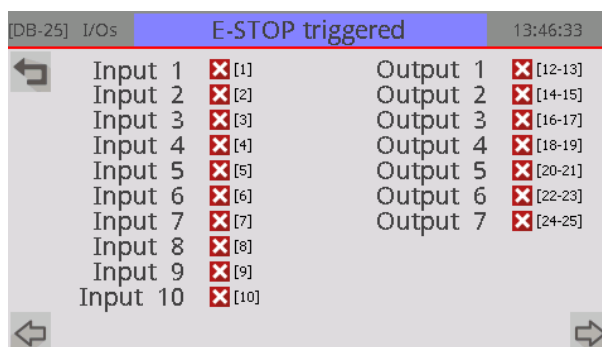 [DB-25] I/Os E-STOP triggered 13:46:33
Input 1 [1] Output 1 [12-13]
Input 2 [2] Output 2 [14-15]
Input 3 [3] Output 3 [16-17]
Input 4 [4] Output 4 [18-19]
Input 5 [5] Output 5 [20-21]
Input 6 [6] Output 6 [22-23]
Input 7 [7] Output 7 [24-25]
Input 8 [8]
Input 9 [9]
Input 10 [10]